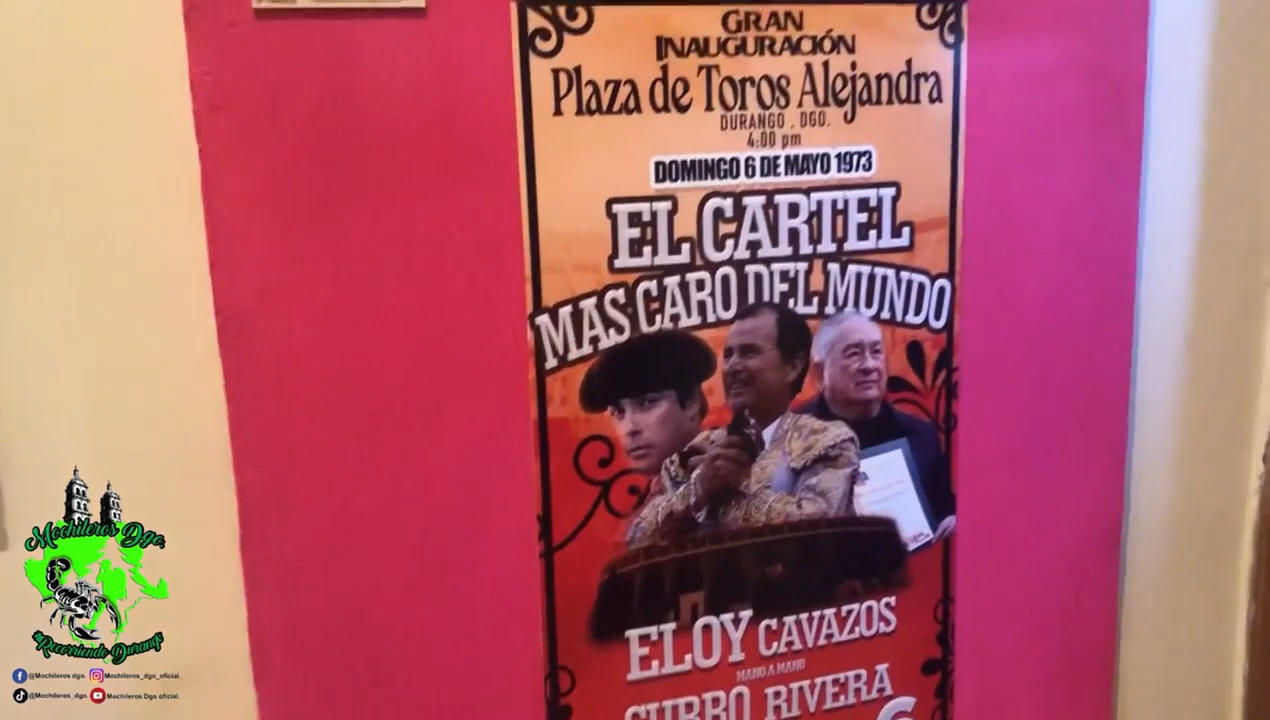 GRAN
INAUGURACIÓN
Plaza de Toros Alejandra
DURANGO , DGO.
4:00 pm
DOMINGO 6 DE MAYO 1973
EL CARTEL
MAS CARO DEL MUNDO
ELOY CAVAZOS
MANO A MANO
CURRO RIVERA
Mochileros Dgo.
Recorriendo Durango
@Mochileros dgo.
@Mochileros_dgo_oficial.
@Mochileros_dgo.
Mochileros Dgo oficial.